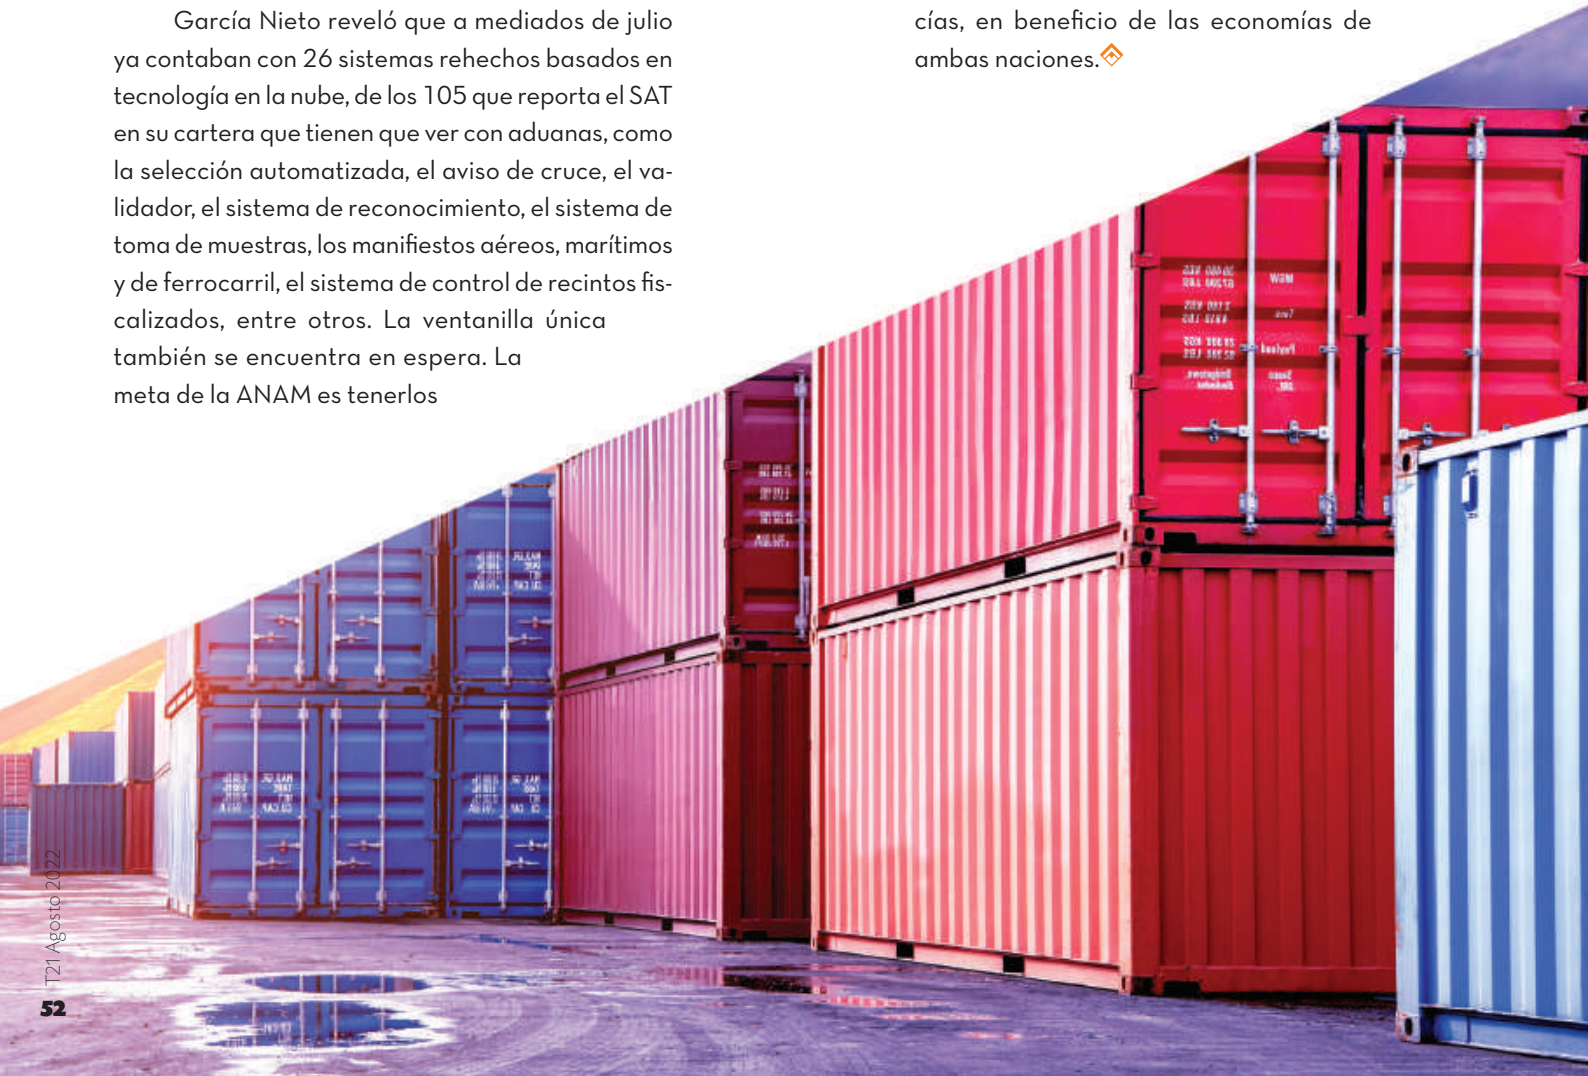 García Nieto reveló que a mediados de julio
ya contaban con 26 sistemas rehechos basados en
tecnología en la nube, de los 105 que reporta el SAT
en su cartera que tienen que ver con aduanas, como
la selección automatizada, el aviso de cruce, el va-
lidador, el sistema de reconocimiento, el sistema de
toma de muestras, los manifiestos aéreos, marítimos
y de ferrocarril, el sistema de control de recintos fis-
calizados, entre otros. La ventanilla única
también se encuentra en espera. La
meta de la ANAM es tenerlos
cías, en beneficio de las economías de
ambas naciones.
MGW
Tare
Payload
T21 Agosto 2022
52